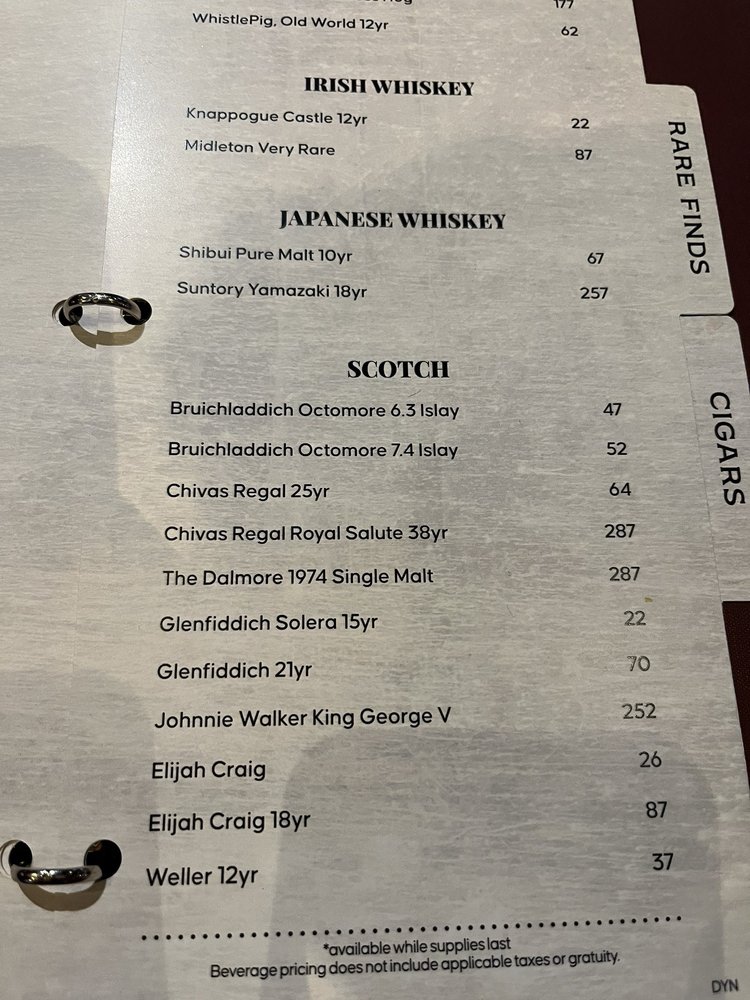 177
WhistlePig, Old World 12yr 62
IRISH WHISKEY
Knappogue Castle 12yr 22
Midleton Very Rare 87
JAPANESE WHISKEY
Shibui Pure Malt 10yr 67
Suntory Yamazaki 18yr 257
SCOTCH
Bruichladdich Octomore 6.3 Islay 47
Bruichladdich Octomore 7.4 Islay 52
Chivas Regal 25yr 64
Chivas Regal Royal Salute 38yr 287
The Dalmore 1974 Single Malt 287
Glenfiddich Solera 15yr 22
Glenfiddich 21yr 70
Johnnie Walker King George V 252
Elijah Craig 26
Elijah Craig 18yr 87
Weller 12yr 37
*available while supplies last
Beverage pricing does not include applicable taxes or gratuity.
DYN
RARE FINDS
CIGARS